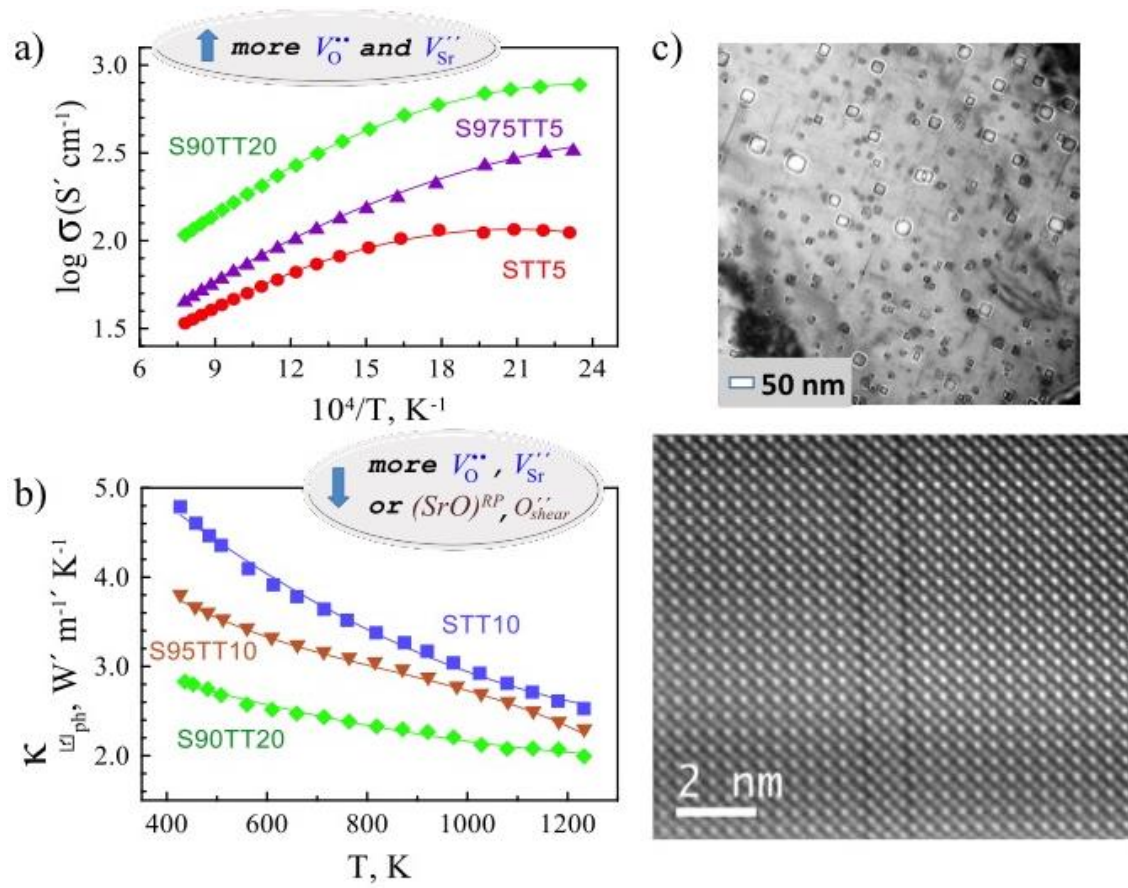 a)
more V_O^•• and V_Sr^′′
3.0
2.5
2.0
1.5
log σ(S′ cm⁻¹)
S90TT20
S975TT5
STT5
6 9 12 15 18 21 24
10⁴/T, K⁻¹
b)
more V_O^••, V_Sr^′′
or (SrO)^RP, O_shear^′′
5.0
4.0
3.0
2.0
ph, W′ m⁻¹′ K⁻¹
κ
STT10
S95TT10
S90TT20
400 600 800 1000 1200
T, K
c)
50 nm
2 nm